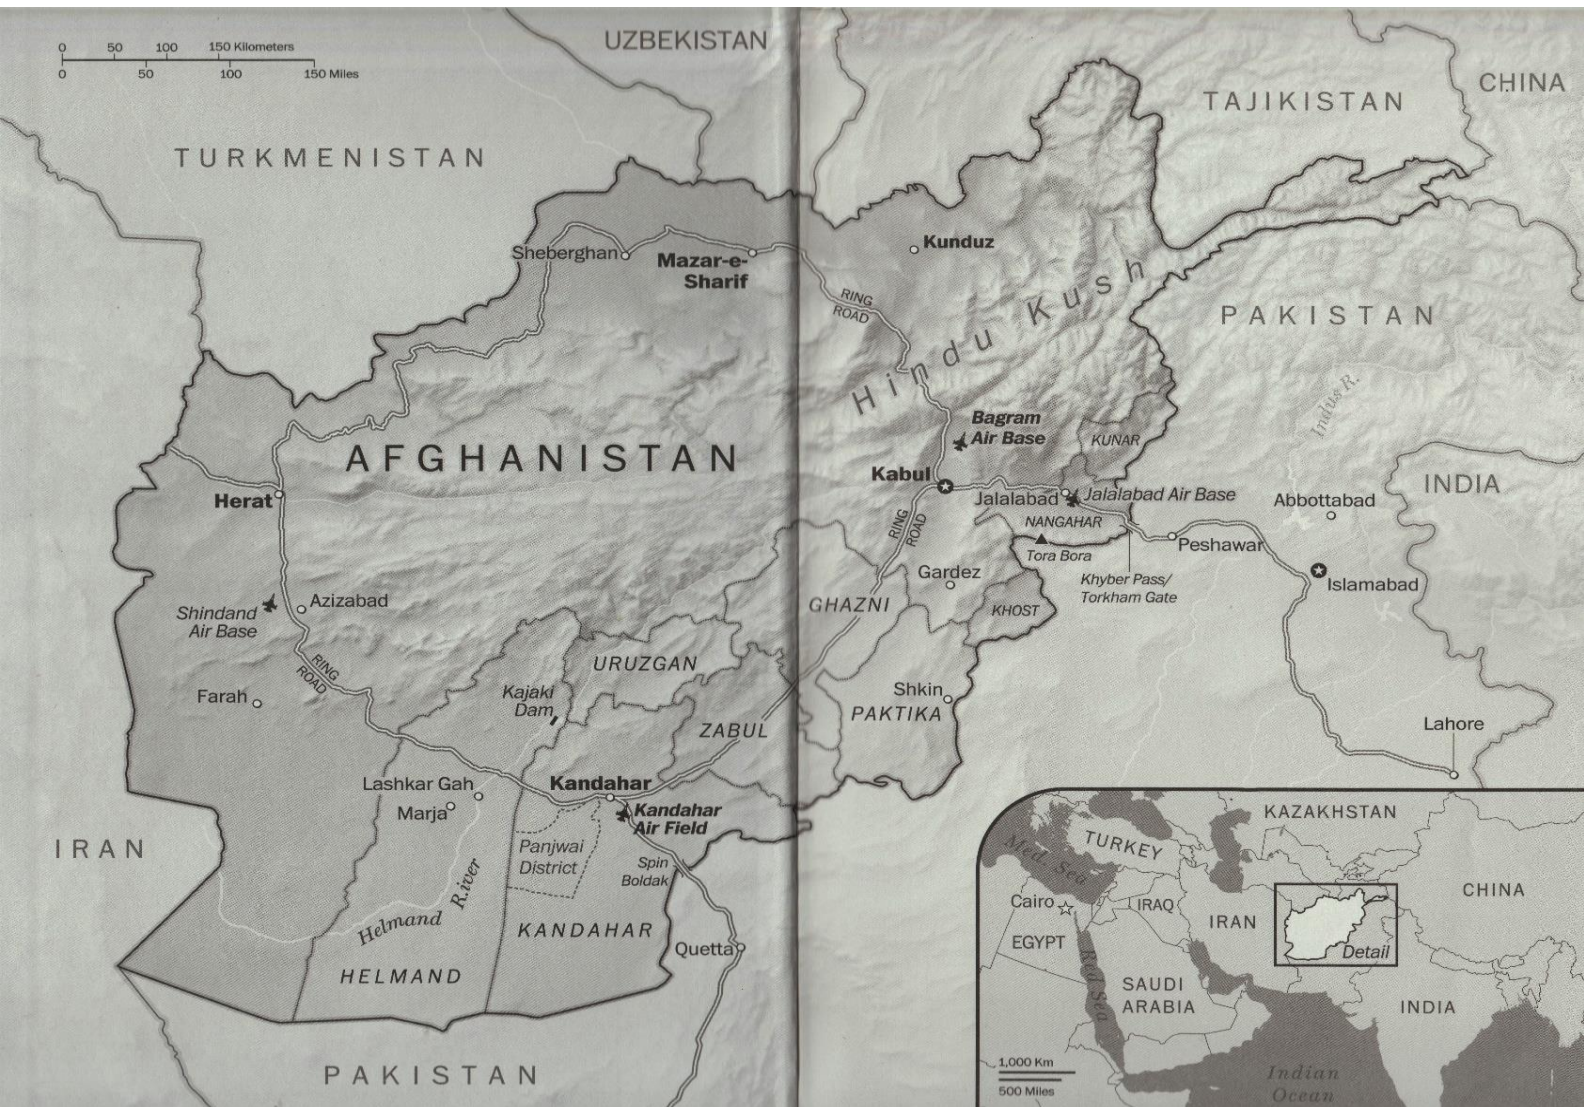 0 50 100 150 Kilometers
0 50 100 150 Miles
UZBEKISTAN
CHINA
TAJIKISTAN
TURKMENISTAN
Sheberghan
Mazar-e-
Sharif
Kunduz
RING
ROAD
Hindu Kush
PAKISTAN
Indus R.
Bagram
Air Base
KUNAR
AFGHANISTAN
Kabul
Herat
Jalalabad
Jalalabad Air Base
Abbottabad
INDIA
RING
ROAD
NANGAHAR
Peshawar
Tora Bora
Gardez
Khyber Pass/
Torkham Gate
Islamabad
Shindand
Air Base
Azizabad
GHAZNI
KHOST
RING
ROAD
URUZGAN
Farah
Kajaki
Dam
Shkin
PAKTIKA
ZABUL
Lahore
Lashkar Gah
Marja
Kandahar
Kandahar
Air Field
IRAN
Panjwai
District
Spin
Boldak
Helmand River
KANDAHAR
Quetta
HELMAND
PAKISTAN
KAZAKHSTAN
TURKEY
Med. Sea
Cairo
IRAQ
IRAN
CHINA
EGYPT
Detail
Red Sea
SAUDI
ARABIA
INDIA
1,000 Km
500 Miles
Indian
Ocean